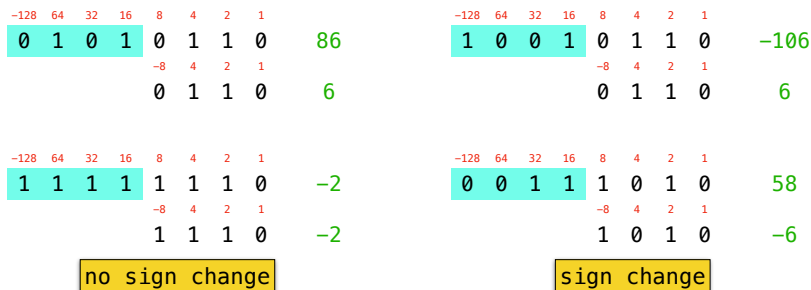 -128 64 32 16 8 4 2 1
0 1 0 1 0 1 1 0 86
-8 4 2 1
0 1 1 0 6
-128 64 32 16 8 4 2 1
1 1 1 1 1 1 1 0 -2
-8 4 2 1
1 1 1 0 -2
no sign change
-128 64 32 16 8 4 2 1
1 0 0 1 0 1 1 0 -106
-8 4 2 1
0 1 1 0 6
-128 64 32 16 8 4 2 1
0 0 1 1 1 0 1 0 58
-8 4 2 1
1 0 1 0 -6
sign change